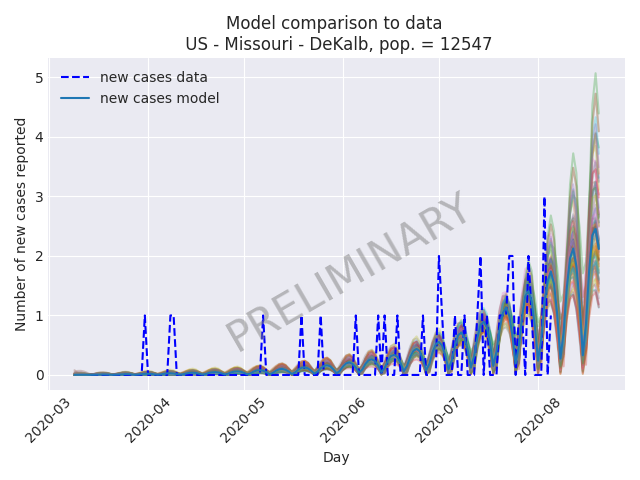 Model comparison to data
US - Missouri - DeKalb, pop. = 12547
new cases data
new cases model
Number of new cases reported
5
4
3
2
1
0
PRELIMINARY
2020-03
2020-04
2020-05
2020-06
2020-07
2020-08
Day